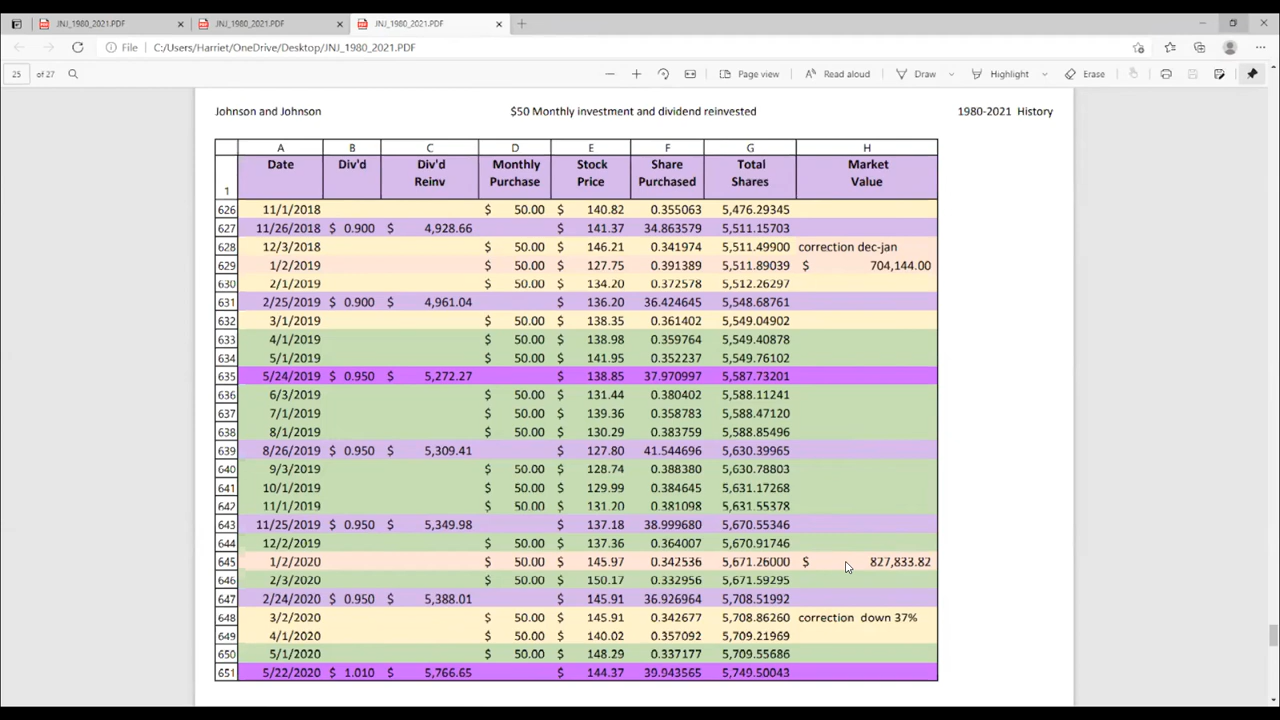 JNJ_1980_2021.PDF JNJ_1980_2021.PDF JNJ_1980_2021.PDF
File C:/Users/Harriet/OneDrive/Desktop/JNJ_1980_2021.PDF
25 of 27 Page view Read aloud Draw Highlight Erase
Johnson and Johnson $50 Monthly investment and dividend reinvested 1980-2021 History
A B C D E F G H
Date Div'd Div'd Monthly Stock Share Total Market
1 Reinv Purchase Price Purchased Shares Value
626 11/1/2018 $ 50.00 $ 140.82 0.355063 5,476.29345
627 11/26/2018 $ 0.900 $ 4,928.66 $ 141.37 34.863579 5,511.15703
628 12/3/2018 $ 50.00 $ 146.21 0.341974 5,511.49900 correction dec-jan
629 1/2/2019 $ 50.00 $ 127.75 0.391389 5,511.89039 $ 704,144.00
630 2/1/2019 $ 50.00 $ 134.20 0.372578 5,512.26297
631 2/25/2019 $ 0.900 $ 4,961.04 $ 136.20 36.424645 5,548.68761
632 3/1/2019 $ 50.00 $ 138.35 0.361402 5,549.04902
633 4/1/2019 $ 50.00 $ 138.98 0.359764 5,549.40878
634 5/1/2019 $ 50.00 $ 141.95 0.352237 5,549.76102
635 5/24/2019 $ 0.950 $ 5,272.27 $ 138.85 37.970997 5,587.73201
636 6/3/2019 $ 50.00 $ 131.44 0.380402 5,588.11241
637 7/1/2019 $ 50.00 $ 139.36 0.358783 5,588.47120
638 8/1/2019 $ 50.00 $ 130.29 0.383759 5,588.85496
639 8/26/2019 $ 0.950 $ 5,309.41 $ 127.80 41.544696 5,630.39965
640 9/3/2019 $ 50.00 $ 128.74 0.388380 5,630.78803
641 10/1/2019 $ 50.00 $ 129.99 0.384645 5,631.17268
642 11/1/2019 $ 50.00 $ 131.20 0.381098 5,631.55378
643 11/25/2019 $ 0.950 $ 5,349.98 $ 137.18 38.999680 5,670.55346
644 12/2/2019 $ 50.00 $ 137.36 0.364007 5,670.91746
645 1/2/2020 $ 50.00 $ 145.97 0.342536 5,671.26000 $ 827,833.82
646 2/3/2020 $ 50.00 $ 150.17 0.332956 5,671.59295
647 2/24/2020 $ 0.950 $ 5,388.01 $ 145.91 36.926964 5,708.51992
648 3/2/2020 $ 50.00 $ 145.91 0.342677 5,708.86260 correction down 37%
649 4/1/2020 $ 50.00 $ 140.02 0.357092 5,709.21969
650 5/1/2020 $ 50.00 $ 148.29 0.337177 5,709.55686
651 5/22/2020 $ 1.010 $ 5,766.65 $ 144.37 39.943565 5,749.50043